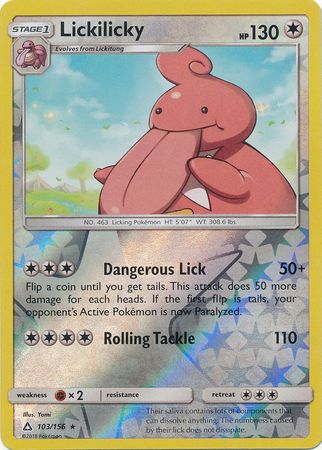 STAGE 1 Lickilicky HP 130
Evolves from Lickitung
NO. 463 Licking Pokémon HT: 5'07" WT: 308.6 lbs.
Dangerous Lick 50+
Flip a coin until you get tails. This attack does 50
more damage for each heads. If the first flip is tails, your
opponent's Active Pokémon is now Paralyzed.
Rolling Tackle 110
weakness × 2 resistance retreat
Illus. Yumi
103/156
©2018 Pokémon
Their saliva contains lots of components that
can dissolve anything. The numbness caused
by their lick does not dissipate.